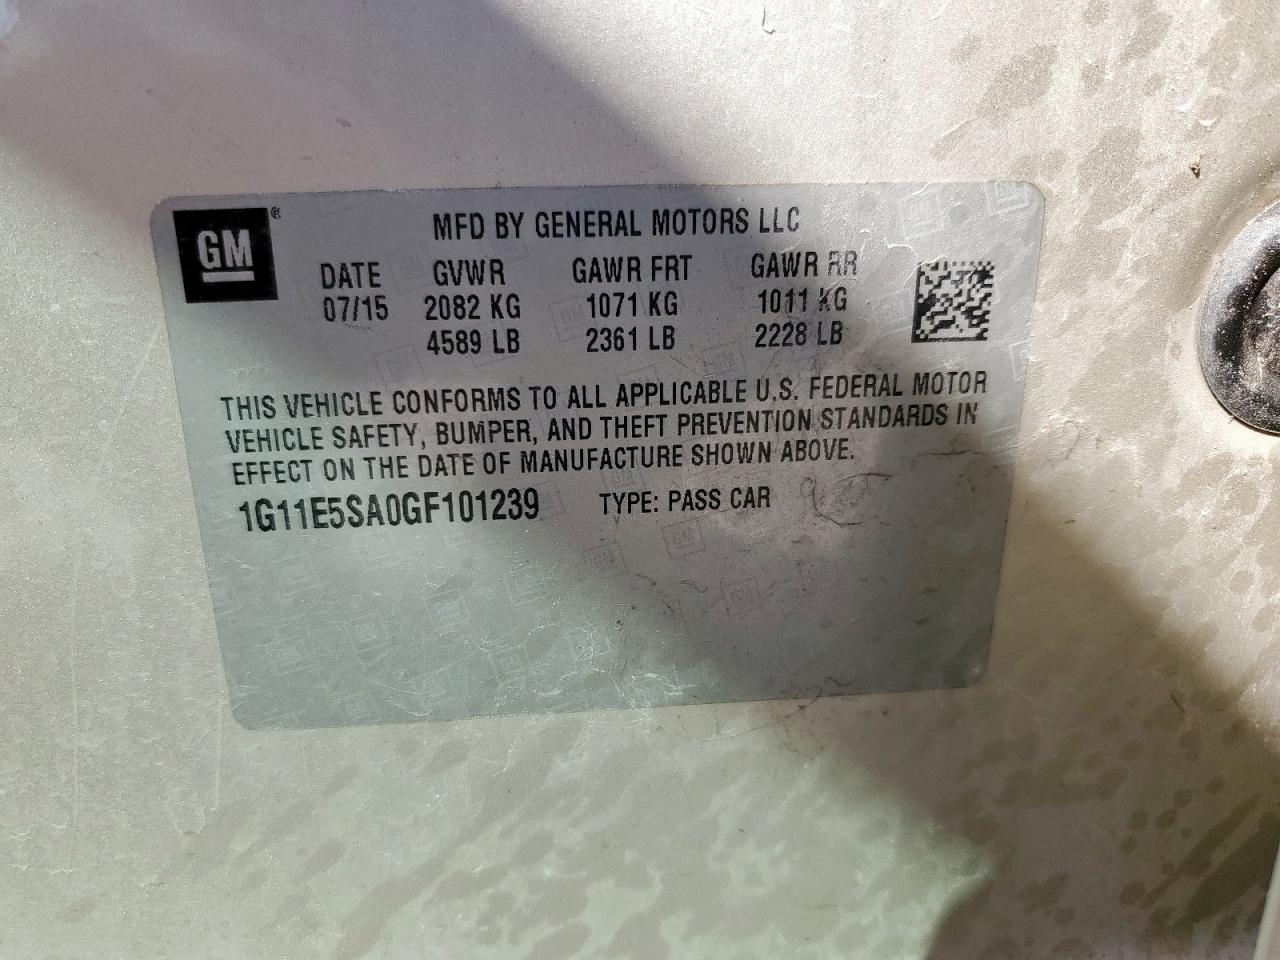 GM®
MFD BY GENERAL MOTORS LLC
DATE GVWR GAWR FRT GAWR RR
07/15 2082 KG 1071 KG 1011 KG
4589 LB 2361 LB 2228 LB
THIS VEHICLE CONFORMS TO ALL APPLICABLE U.S. FEDERAL MOTOR
VEHICLE SAFETY, BUMPER, AND THEFT PREVENTION STANDARDS IN
EFFECT ON THE DATE OF MANUFACTURE SHOWN ABOVE.
1G11E5SA0GF101239 TYPE: PASS CAR